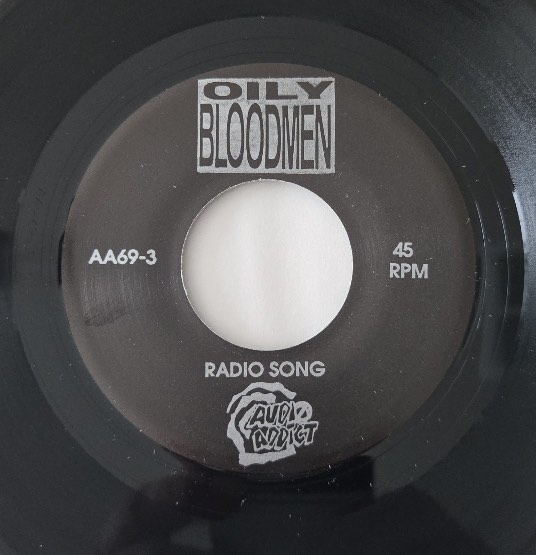 OILY
BLOODMEN
AA69-3
45
RPM
RADIO SONG
AUDIO
ADDICT